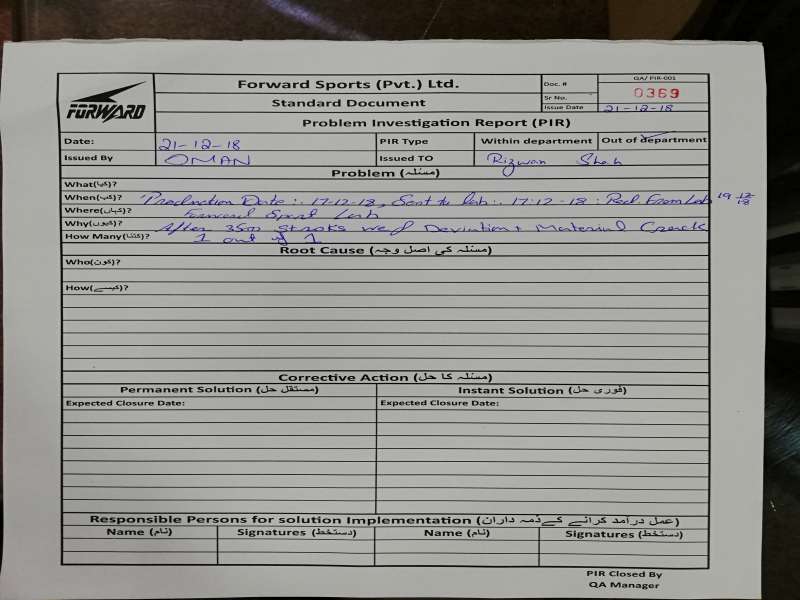 FORWARD
Forward Sports (Pvt.) Ltd.
Standard Document
Problem Investigation Report (PIR)
Doc. # QA/ PIR-001
Sr No. 0369
Issue Date 21-12-18
Date: 21-12-18 PIR Type Within department Out of department
Issued By OMAN Issued TO Rizwan Shah
Problem (مسئلہ)
What(کیا)?
When(کب)? Production Date:. 17-12-18, Sent to lab:. 17-12-18 : Recd. From Lab 19 12/18
Where(کہاں)? Forward Sport Lab
Why(کیوں)? After 3500 Stroks we Deviation + Material Crack
How Many(کتنا)? 1 out of 1
Root Cause (مسئلہ کی اصل وجہ)
Who(کون)?
How(کیسے)?
Corrective Action (مسئلہ کا حل)
Permanent Solution (مستقل حل) Instant Solution (فوری حل)
Expected Closure Date: Expected Closure Date:
Responsible Persons for solution Implementation (عمل درامد کرانے کے ذمہ داران)
Name (نام) Signatures (دستخط) Name (نام) Signatures (دستخط)
PIR Closed By
QA Manager